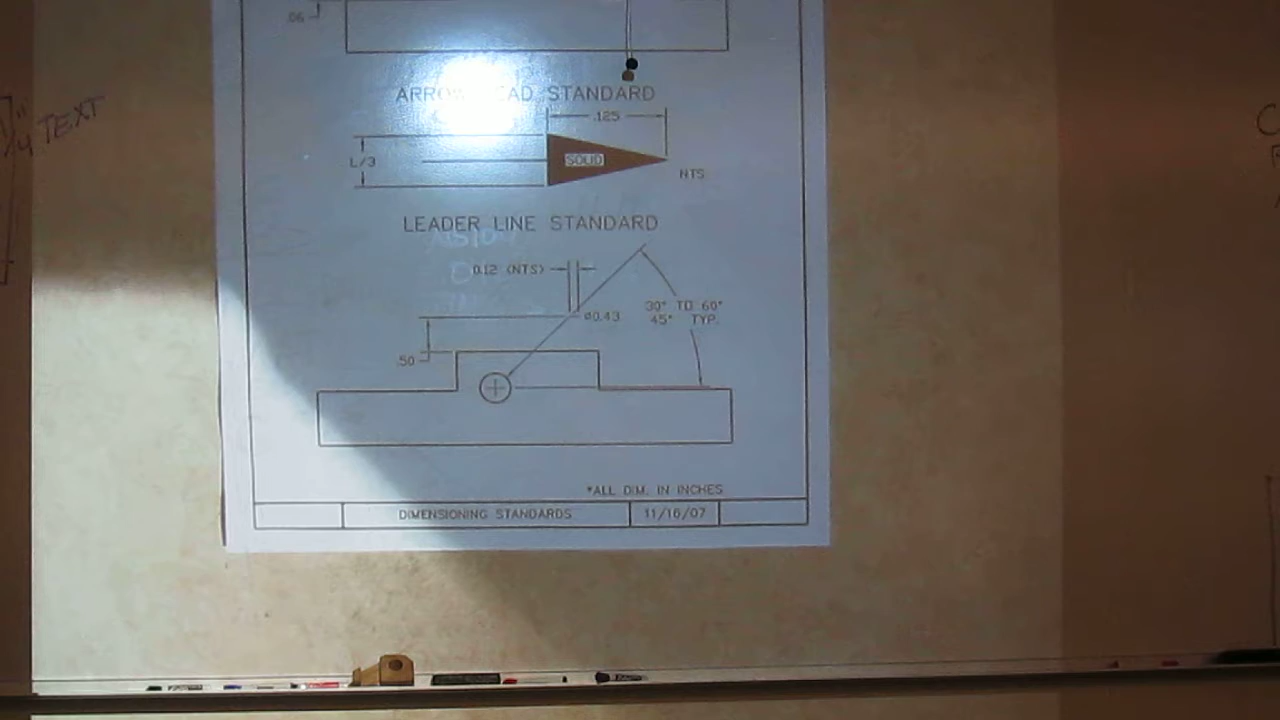 .06
TEXT
ARROWHEAD STANDARD
.125
L/3
SOLID
NTS
LEADER LINE STANDARD
0.12 (NTS)
30° TO 60°
45° TYP.
⌀0.43
.50
*ALL DIM. IN INCHES
DIMENSIONING STANDARDS
11/16/07